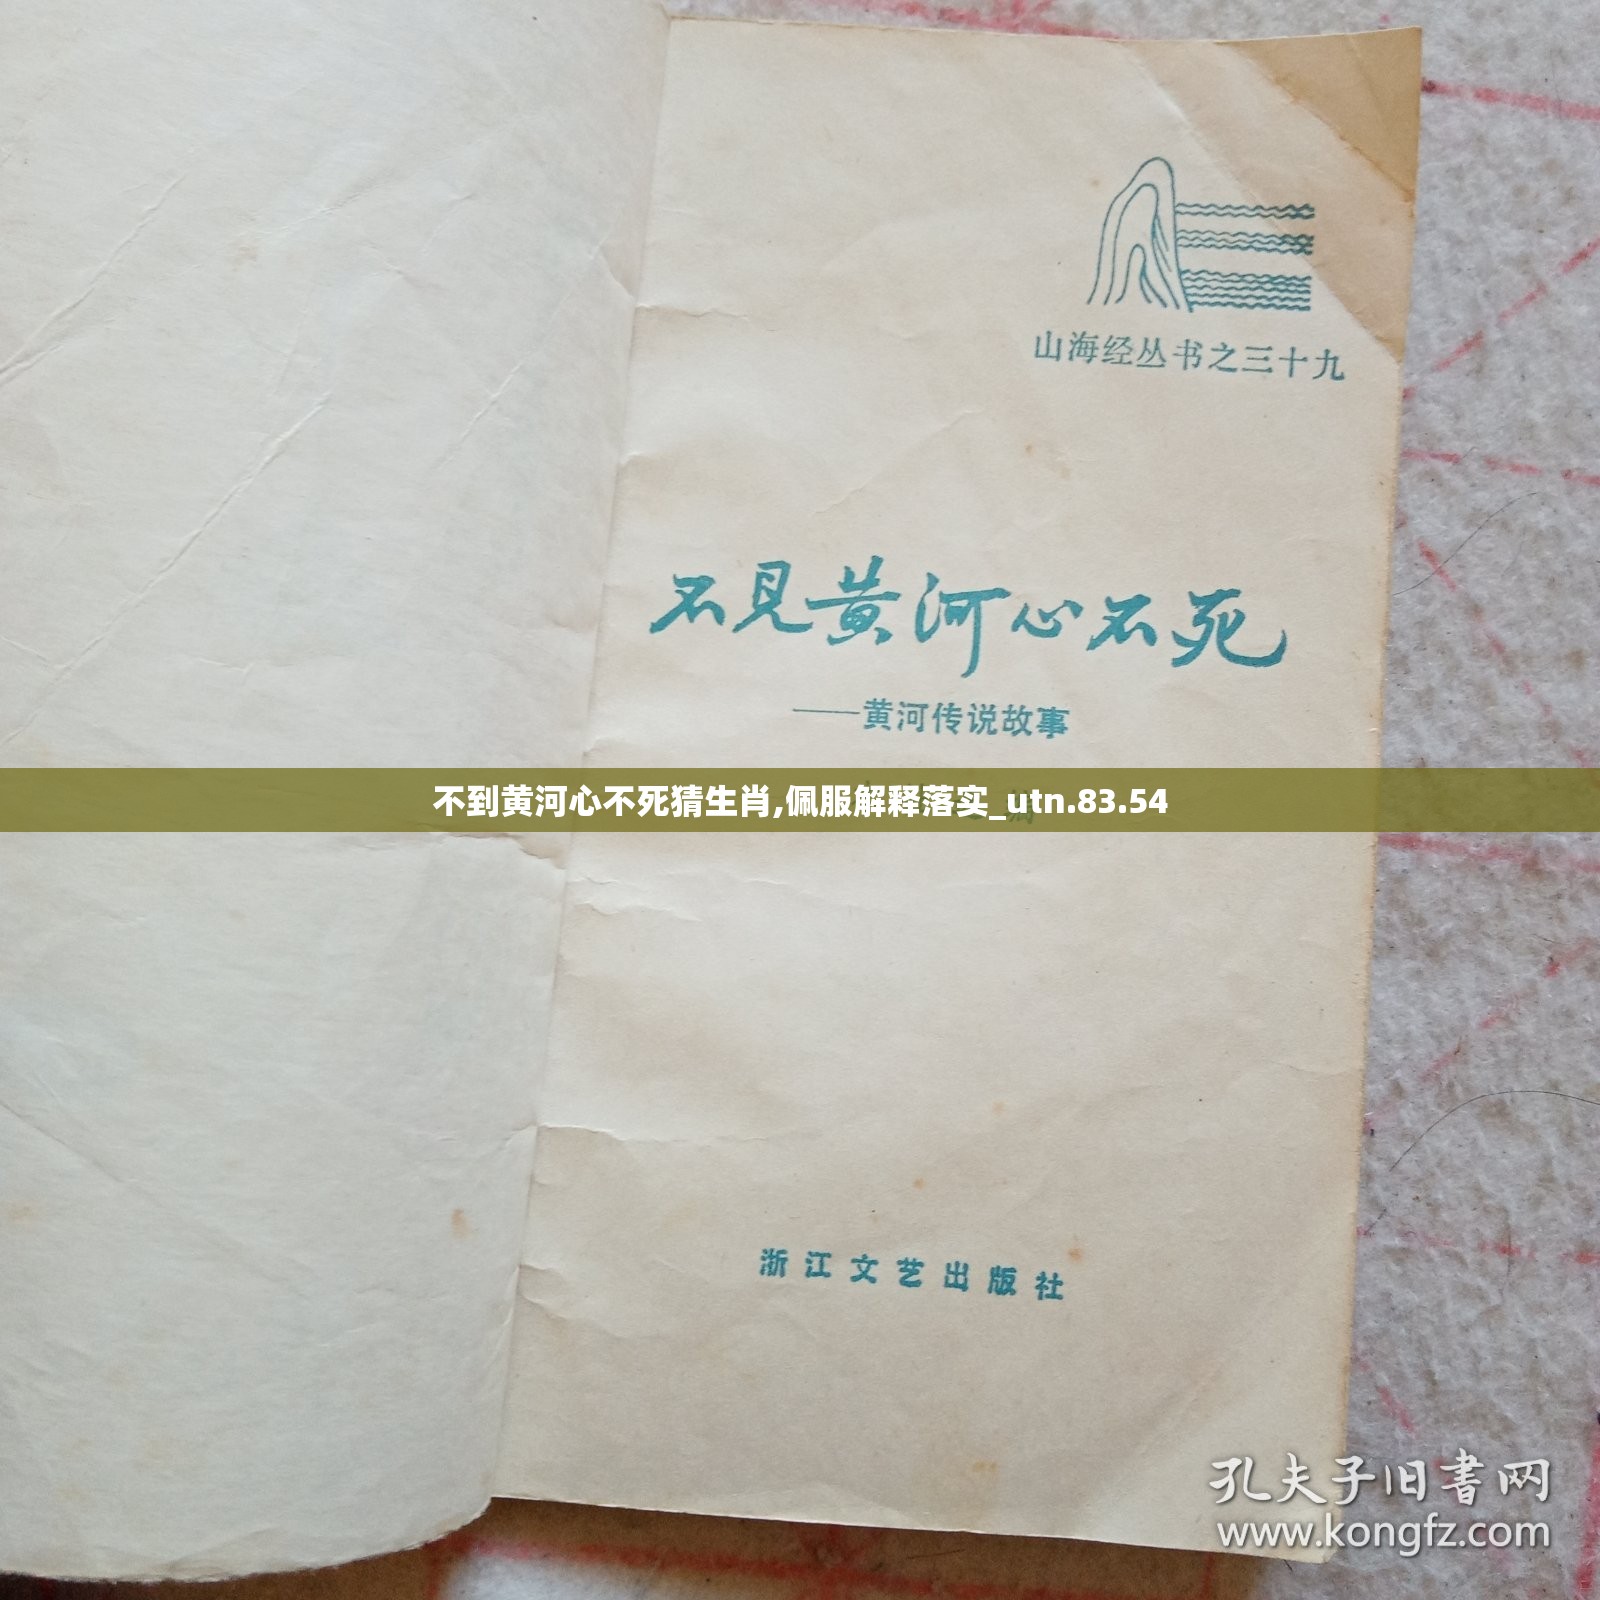 山海经丛书之三十九
不见黄河心不死
——黄河传说故事
不到黄河心不死猜生肖,佩服解释落实_utn.83.54
浙江文艺出版社
孔夫子旧书网
www.kongfz.com